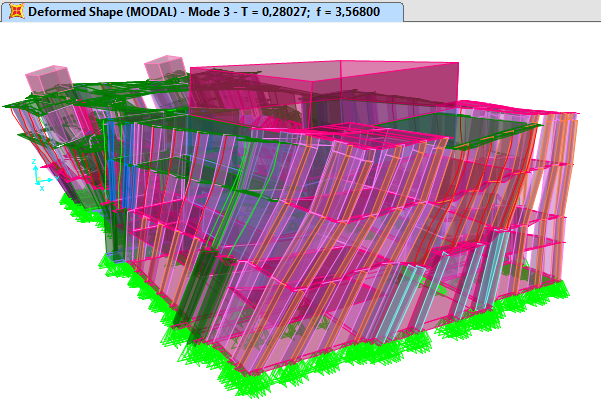 Deformed Shape (MODAL) - Mode 3 - T = 0,28027; f = 3,56800
Z
X